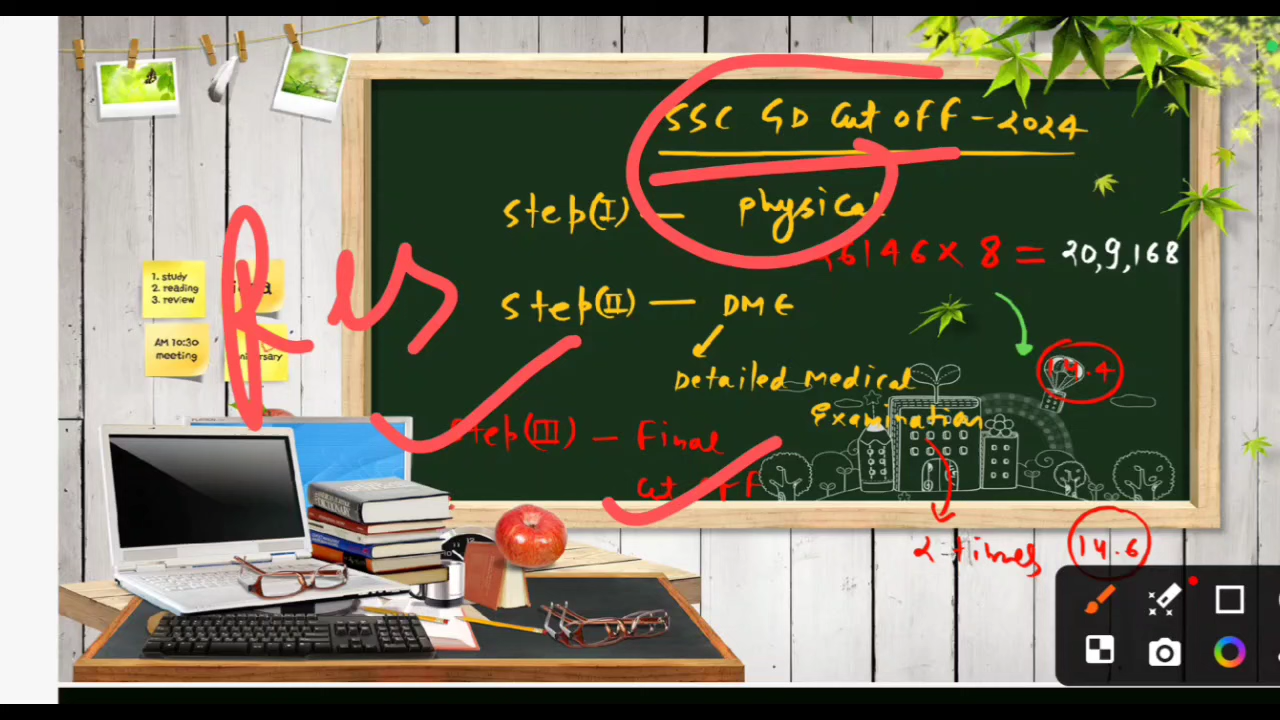 SSC GD Cut off - 2024
Step(I) — physical
26146 × 8 = 20,9,168
Res
1. study
2. reading
3. review
AM 10:30
meeting
Step(II) — DME
Detailed Medical
Examination
14.4
Step(III) - Final
Cut off
2 times
14.6